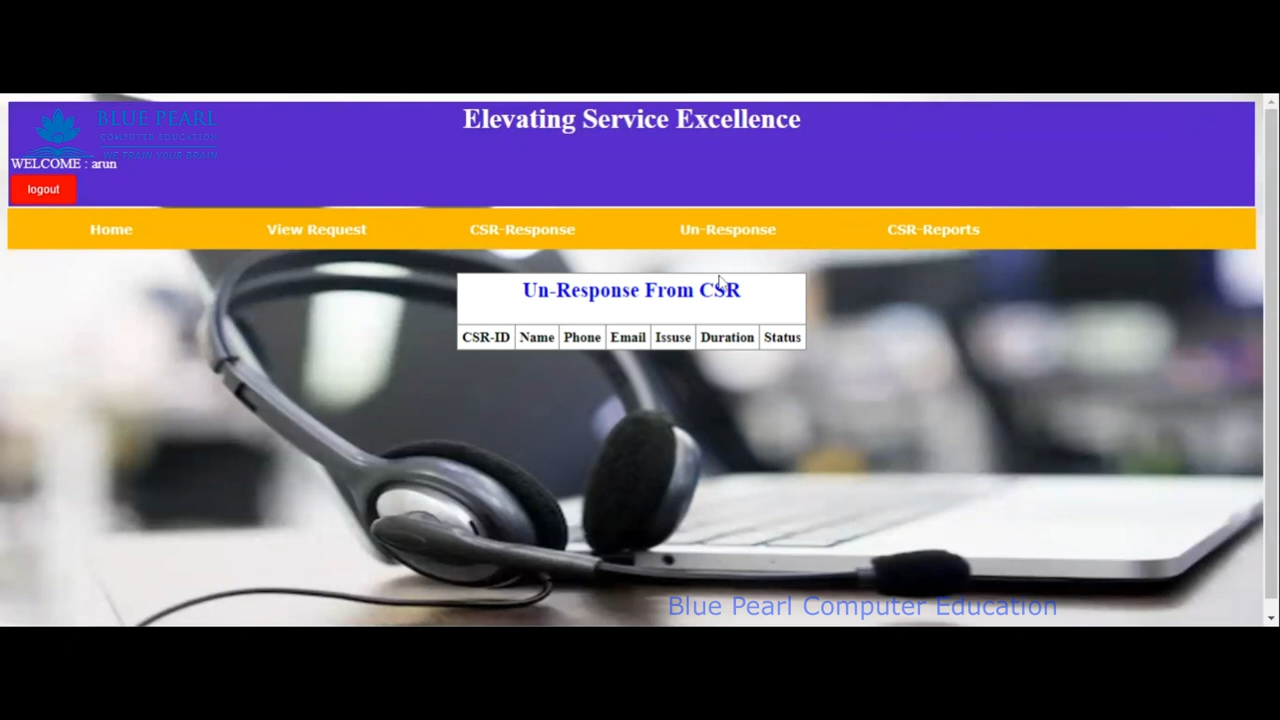 BLUE PEARL
COMPUTER EDUCATION
WE TRAIN YOUR BRAIN
Elevating Service Excellence
WELCOME : arun
logout
Home View Request CSR-Response Un-Response CSR-Reports
Un-Response From CSR
CSR-ID Name Phone Email Issuse Duration Status
Blue Pearl Computer Education